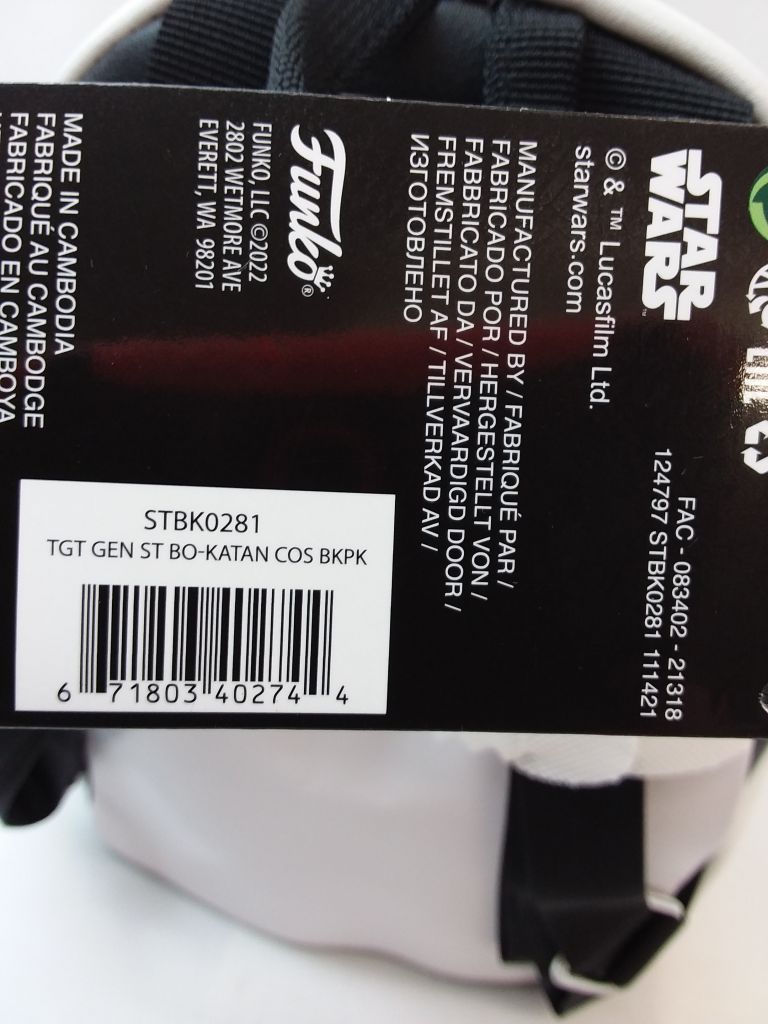 STAR
WARS
™
© & ™ Lucasfilm Ltd.
starwars.com
FAC - 083402 - 21318
124797 STBK0281 111421
MANUFACTURED BY / FABRIQUÉ PAR /
FABRICADO POR / HERGESTELLT VON /
FABBRICATO DA / VERVAARDIGD DOOR /
FREMSTILLET AF / TILLVERKAD AV /
ИЗГОТОВЛЕНО
Funko®
FUNKO, LLC ©2022
2802 WETMORE AVE
EVERETT, WA 98201
MADE IN CAMBODIA
FABRIQUÉ AU CAMBODGE
FABRICADO EN CAMBOYA
STBK0281
TGT GEN ST BO-KATAN COS BKPK
6 71803 40274 4